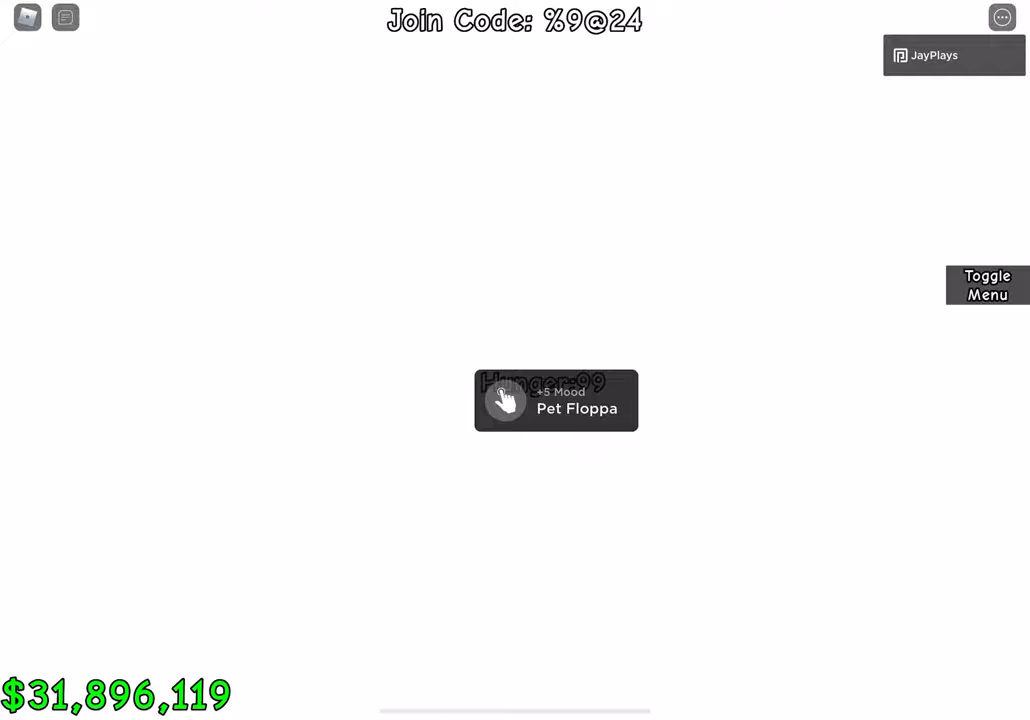 Join Code: %9@24
JayPlays
Toggle
Menu
Hunger:99
+5 Mood
Pet Floppa
$31,896,119